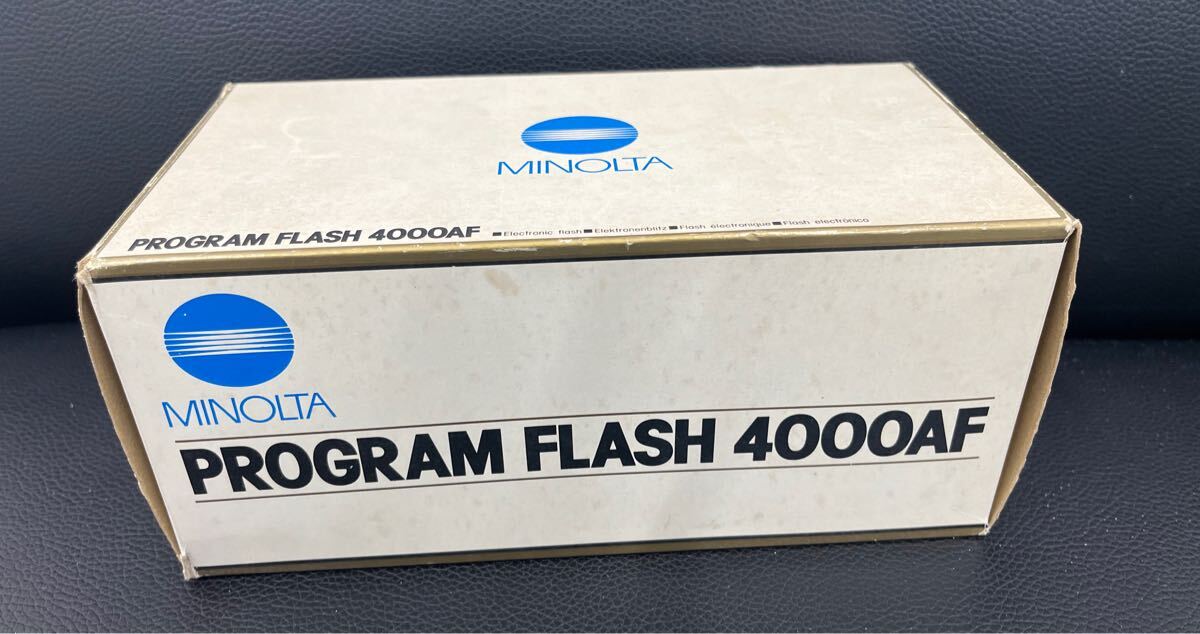 MINOLTA
PROGRAM FLASH 4000AF ■Electronic flash ■Elektronenblitz ■Flash électronique ■Flash electrónico
MINOLTA
PROGRAM FLASH 4000AF